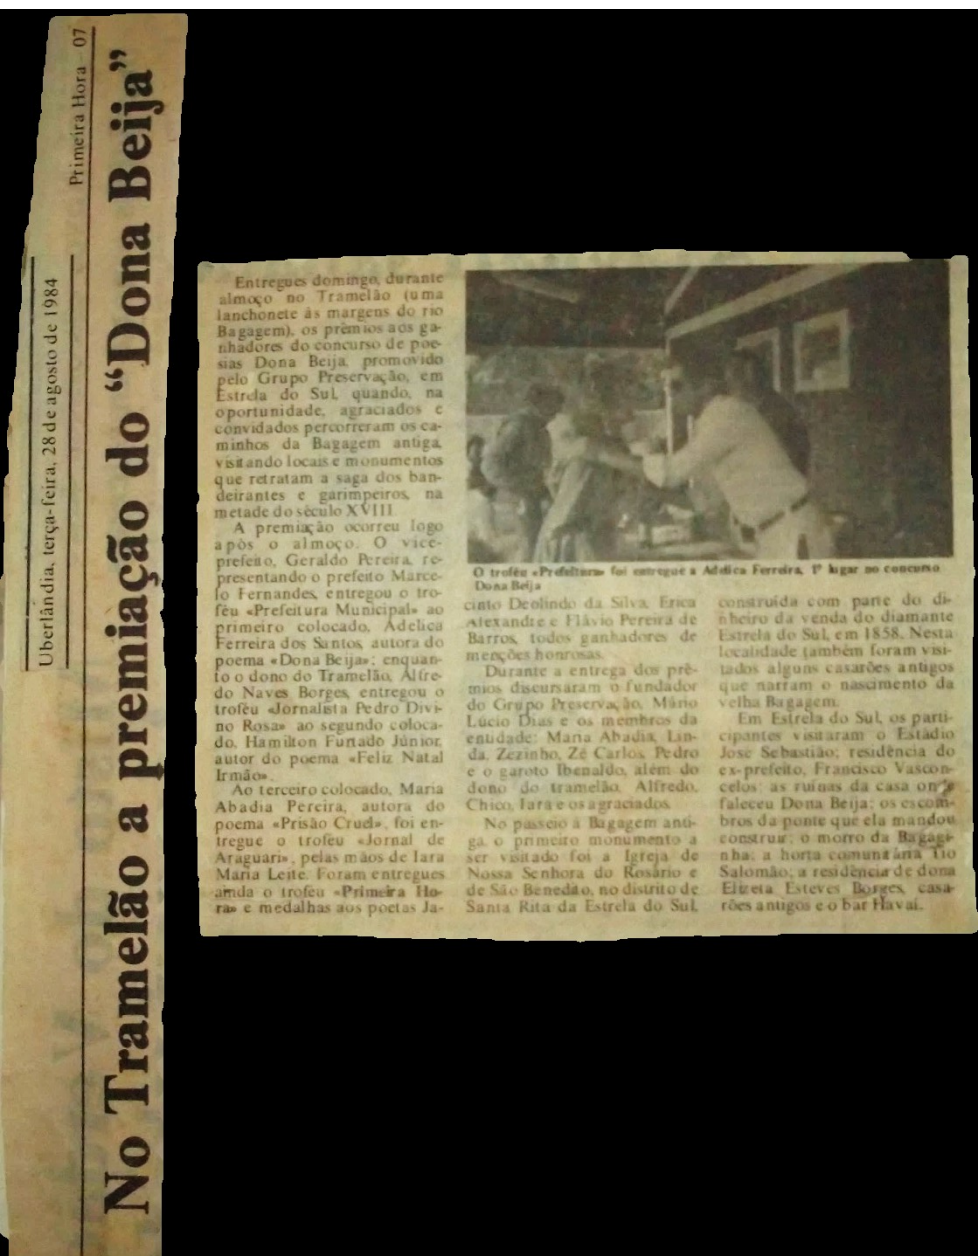 Uberlândia, terça-feira, 28 de agosto de 1984
Primeira Hora - 07
No Tramelão a premiação do “Dona Beija”
Entregues domingo, durante
almoço no Tramelão (uma
lanchonete às margens do rio
Bagagem), os prêmios aos ga-
nhadores do concurso de poe-
sias Dona Beija, promovido
pelo Grupo Preservação, em
Estrela do Sul, quando, na
oportunidade, agraciados e
convidados percorreram os ca-
minhos da Bagagem antiga,
visitando locais e monumentos
que retratam a saga dos ban-
deirantes e garimpeiros, na
metade do século XVIII.
A premiação ocorreu logo
após o almoço. O vice-
prefeito, Geraldo Pereira, re-
presentando o prefeito Marce-
lo Fernandes, entregou o tro-
féu «Prefeitura Municipal» ao
primeiro colocado, Adelica
Ferreira dos Santos, autora do
poema «Dona Beija»; enquan-
to o dono do Tramelão, Alfre-
do Naves Borges, entregou o
troféu «Jornalista Pedro Divi-
no Rosa» ao segundo coloca-
do, Hamilton Furtado Júnior,
autor do poema «Feliz Natal
Irmão».
Ao terceiro colocado, Maria
Abadia Pereira, autora do
poema «Prisão Cruel», foi en-
tregue o troféu «Jornal de
Araguari», pelas mãos de Iara
Maria Leite. Foram entregues
ainda o troféu «Primeira Ho-
ra» e medalhas aos poetas Ja-
O troféu «Prefeitura» foi entregue a Adelica Ferreira, 1º lugar no concurso
Dona Beija
cinto Deolindo da Silva, Erica
Alexandre e Flávio Pereira de
Barros, todos ganhadores de
menções honrosas.
Durante a entrega dos prê-
mios discursaram o fundador
do Grupo Preservação, Mário
Lúcio Dias e os membros da
entidade: Maria Abadia, Lin-
da, Zezinho, Zé Carlos, Pedro
e o garoto Ibenaldo, além do
dono do tramelão, Alfredo,
Chico, Iara e os agraciados.
No passeio à Bagagem anti-
ga, o primeiro monumento a
ser visitado foi a Igreja de
Nossa Senhora do Rosário e
de São Benedito, no distrito de
Santa Rita da Estrela do Sul,
construída com parte do di-
nheiro da venda do diamante
Estrela do Sul, em 1858. Nesta
localidade também foram visi-
tados alguns casarões antigos
que narram o nascimento da
velha Bagagem.
Em Estrela do Sul, os parti-
cipantes visitaram o Estádio
José Sebastião; residência do
ex-prefeito, Francisco Vascon-
celos; as ruínas da casa onde
faleceu Dona Beija; os escom-
bros da ponte que ela mandou
construir; o morro da Bagagi-
nha; a horta comunitária Tio
Salomão; a residência de dona
Elizeta Esteves Borges, casa-
rões antigos e o bar Havaí.